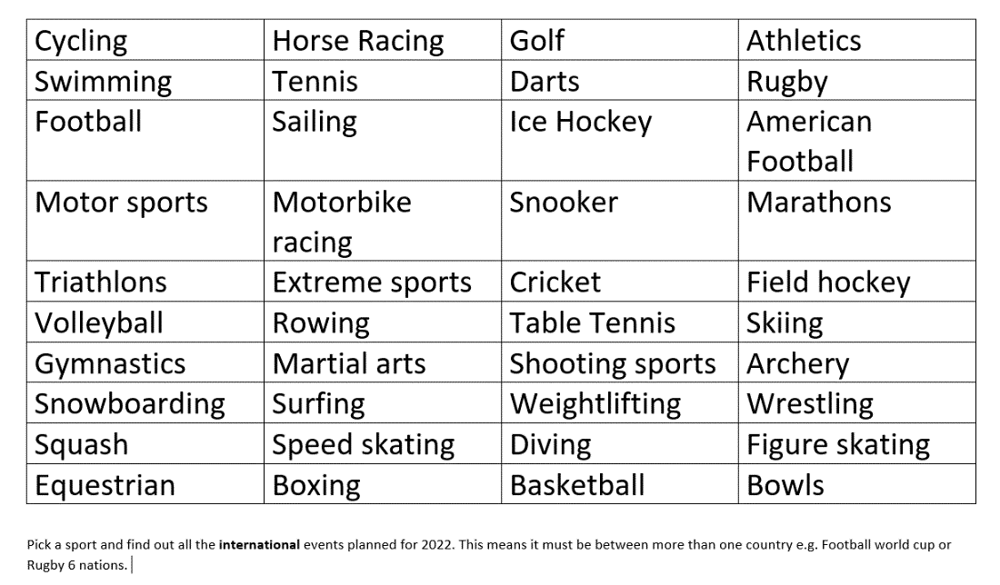 Cycling Horse Racing Golf Athletics
Swimming Tennis Darts Rugby
Football Sailing Ice Hockey American
Football
Motor sports Motorbike Snooker Marathons
racing
Triathlons Extreme sports Cricket Field hockey
Volleyball Rowing Table Tennis Skiing
Gymnastics Martial arts Shooting sports Archery
Snowboarding Surfing Weightlifting Wrestling
Squash Speed skating Diving Figure skating
Equestrian Boxing Basketball Bowls
Pick a sport and find out all the international events planned for 2022. This means it must be between more than one country e.g. Football world cup or
Rugby 6 nations.